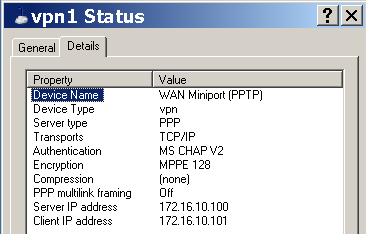 vpn1 Status
General Details
Property Value
Device Name WAN Miniport (PPTP)
Device Type vpn
Server type PPP
Transports TCP/IP
Authentication MS CHAP V2
Encryption MPPE 128
Compression (none)
PPP multilink framing Off
Server IP address 172.16.10.100
Client IP address 172.16.10.101